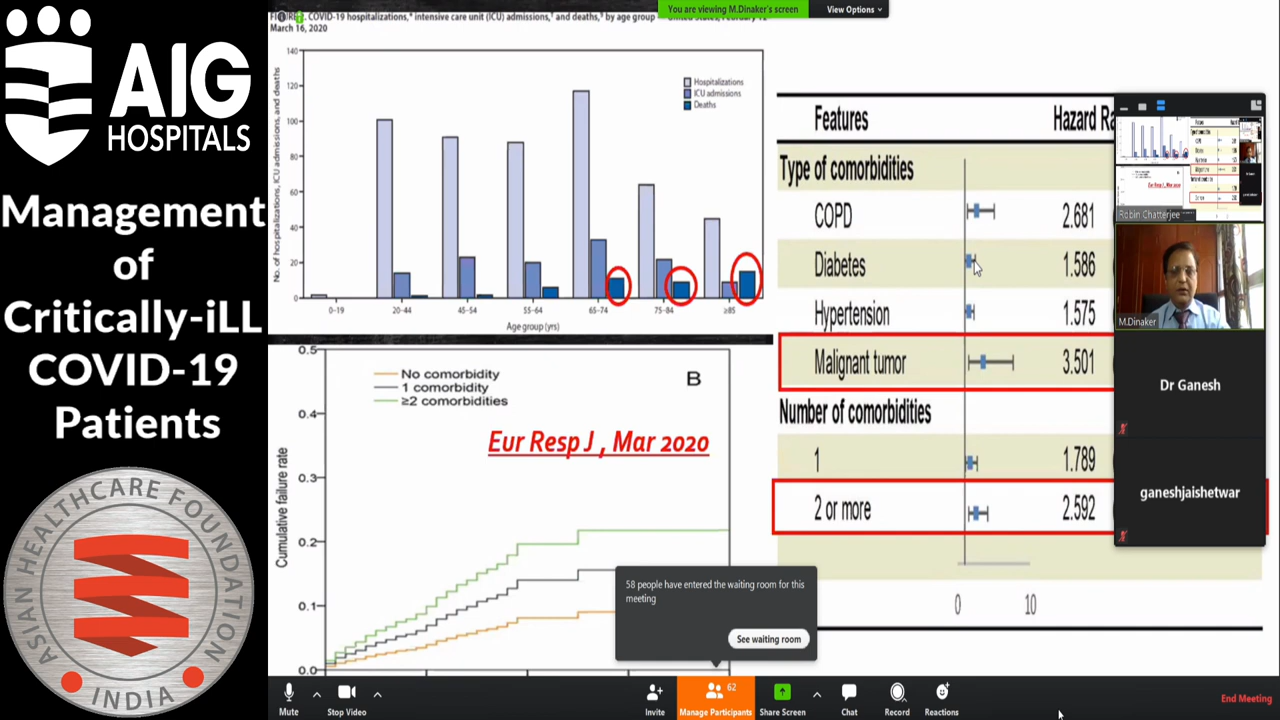 AIG
HOSPITALS
Management
of
Critically-iLL
COVID-19
Patients
ASIAN HEALTHCARE FOUNDATION
INDIA
You are viewing M.Dinaker's screen
View Options
COVID-19 hospitalizations,* intensive care unit (ICU) admissions,† and deaths,§ by age group
March 16, 2020
No. of hospitalizations, ICU admissions, and deaths
140
120
100
80
60
40
20
0
Hospitalizations
ICU admissions
Deaths
0-19 20-44 45-54 55-64 65-74 75-84 ≥85
Age group (yrs)
Cumulative failure rate
0.5
0.4
0.3
0.2
0.1
0.0
No comorbidity
1 comorbidity
≥2 comorbidities
B
Eur Resp J , Mar 2020
Features Hazard Ra
Type of comorbidities
COPD 2.681
Diabetes 1.586
Hypertension 1.575
Malignant tumor 3.501
Number of comorbidities
1 1.789
2 or more 2.592
0 10
Robin Chatterjee
M.Dinaker
Dr Ganesh
ganeshjaishetwar
58 people have entered the waiting room for this
meeting
See waiting room
Mute
Stop Video
Invite
62
Manage Participants
Share Screen
Chat
Record
Reactions
End Meeting